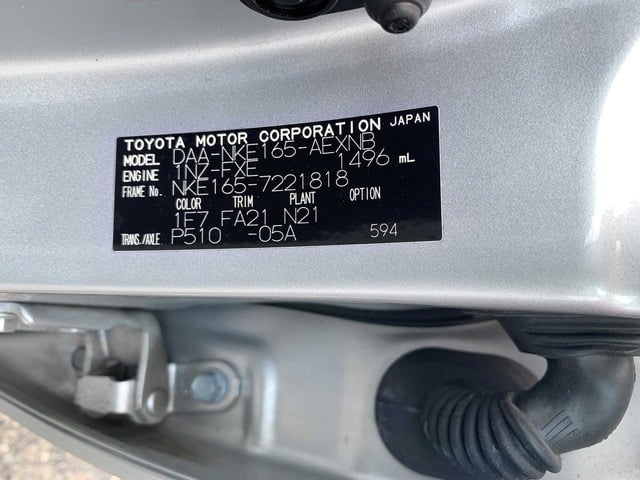 TOYOTA MOTOR CORPORATION JAPAN
MODEL DAA-NKE165-AEXNB
ENGINE 1NZ-FXE 1496 mL
FRAME No. NKE165-7221818
COLOR TRIM PLANT OPTION
1F7 FA21 N21
TRANS./AXLE P510 -05A 594